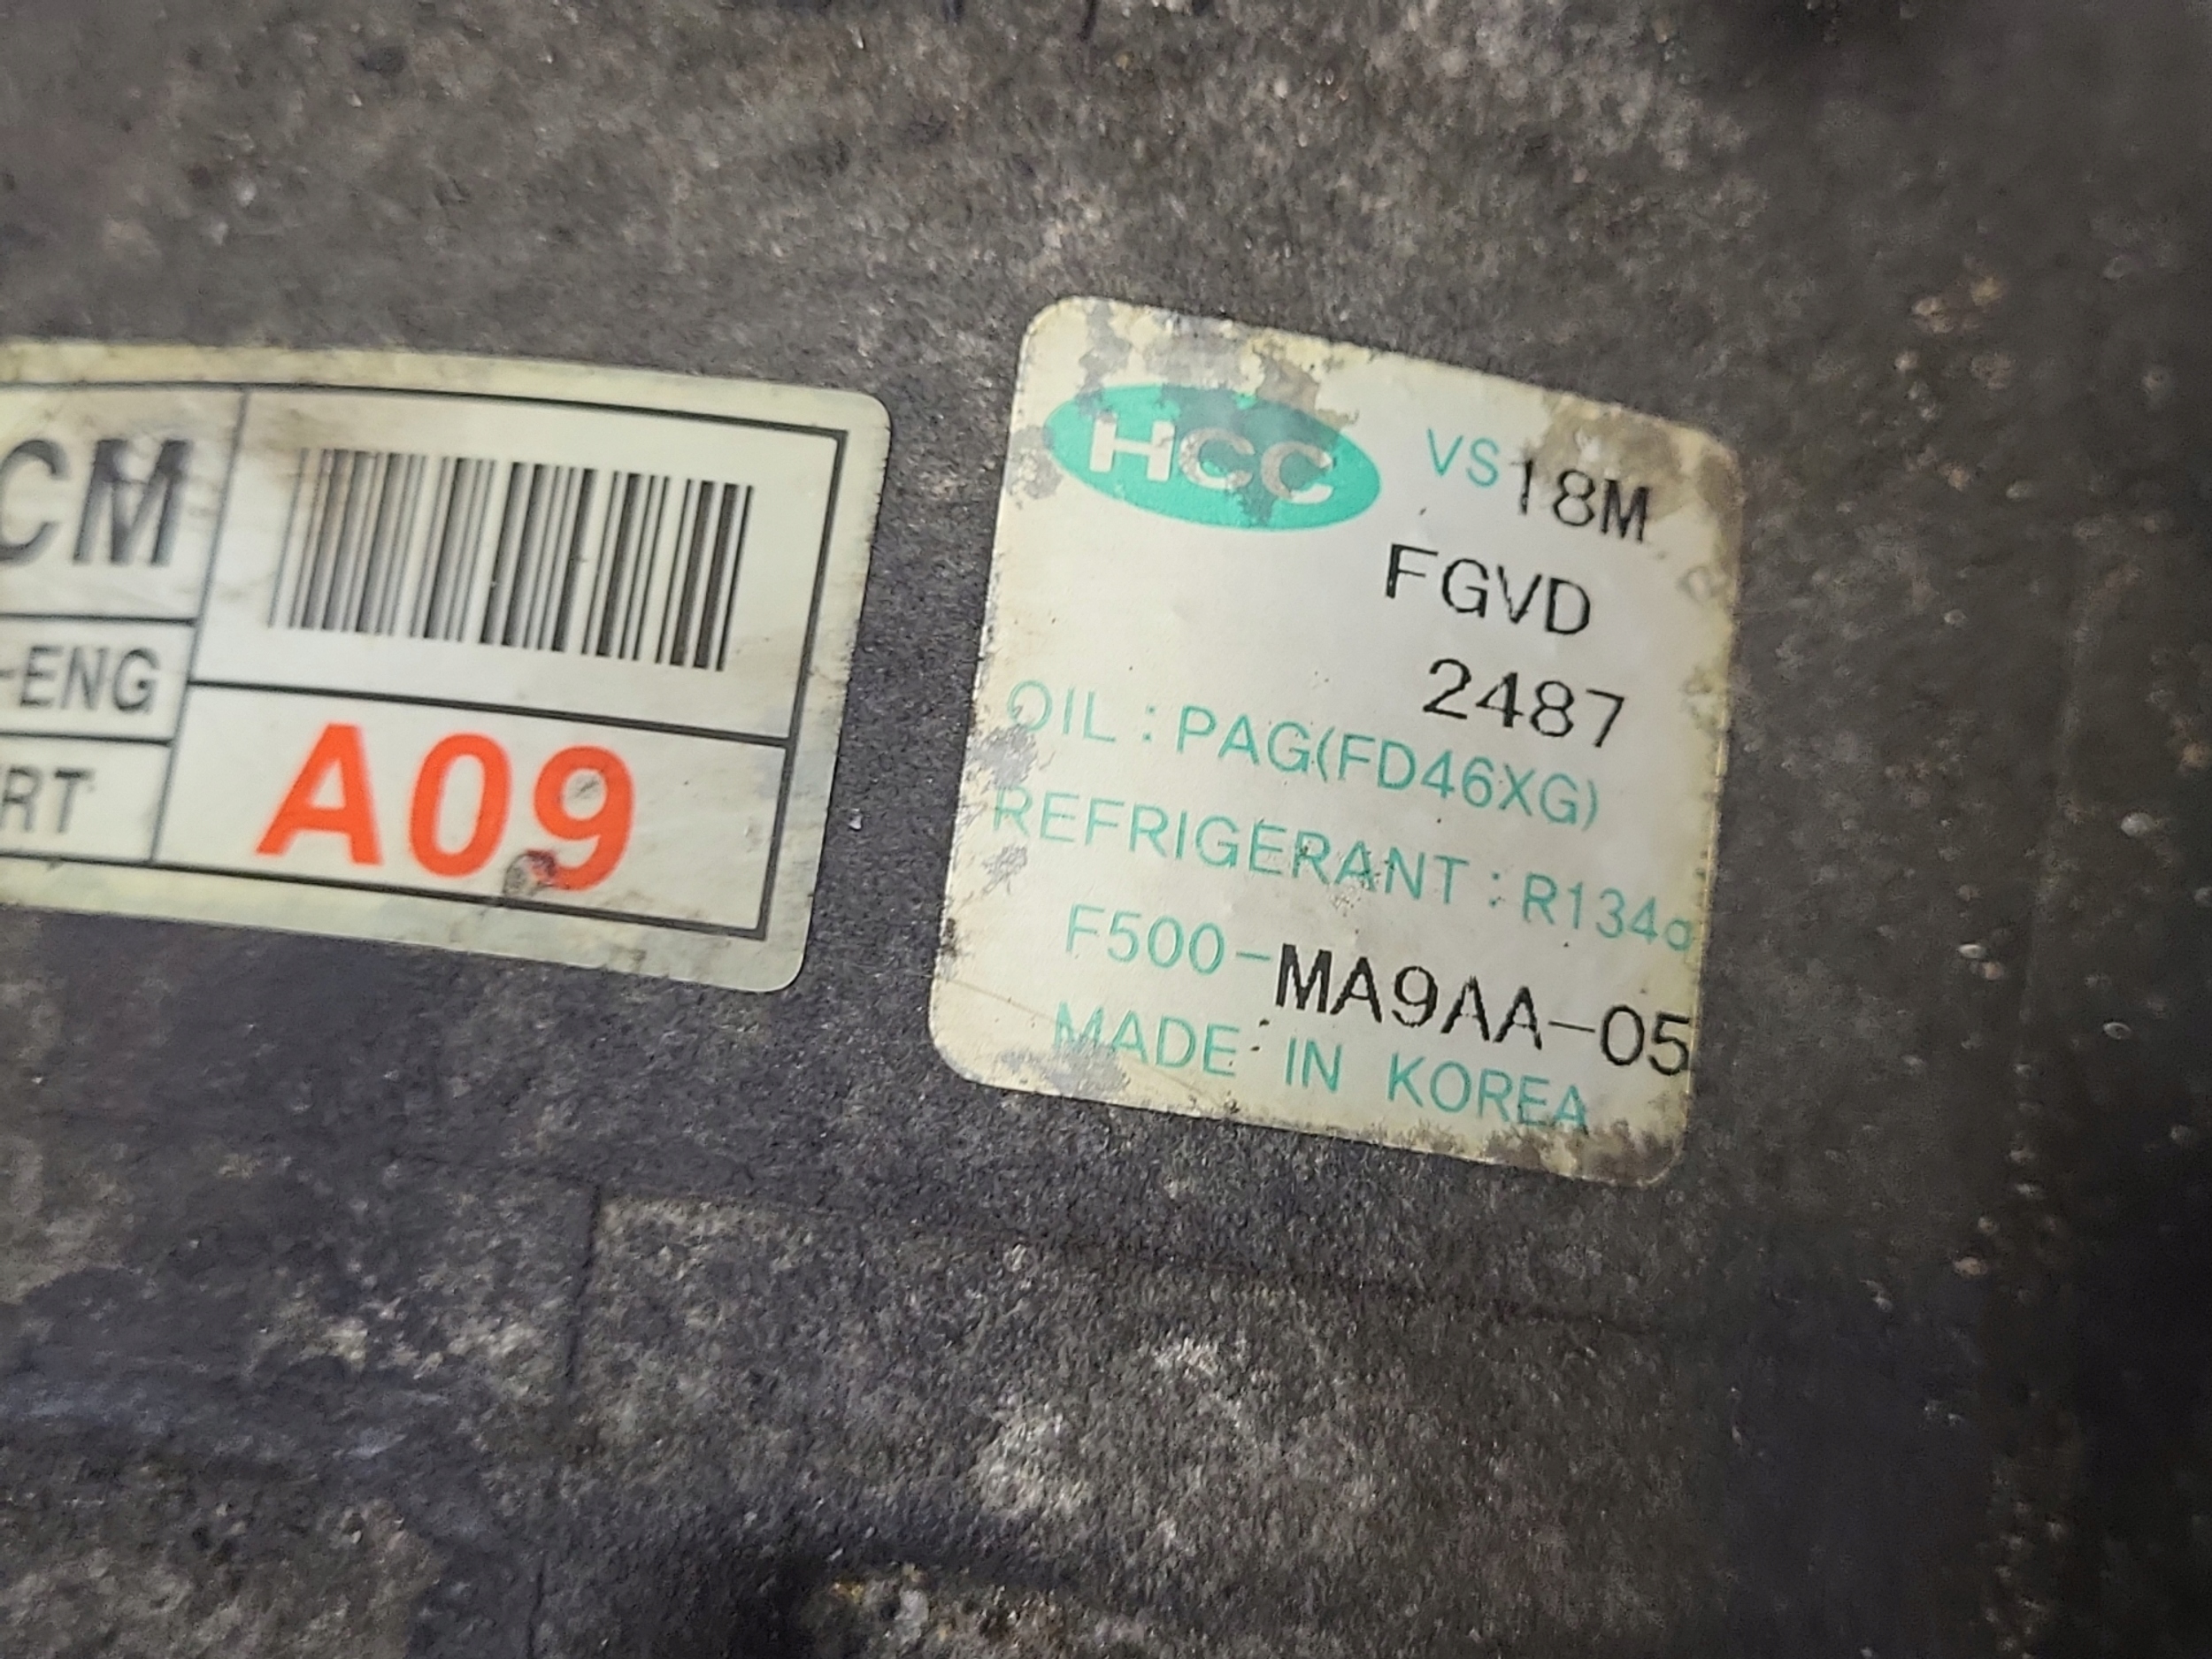 CM
-ENG
RT
A09
HCC VS18M
FGVD
2487
OIL : PAG(FD46XG)
REFRIGERANT : R134a
F500-MA9AA-05
MADE IN KOREA